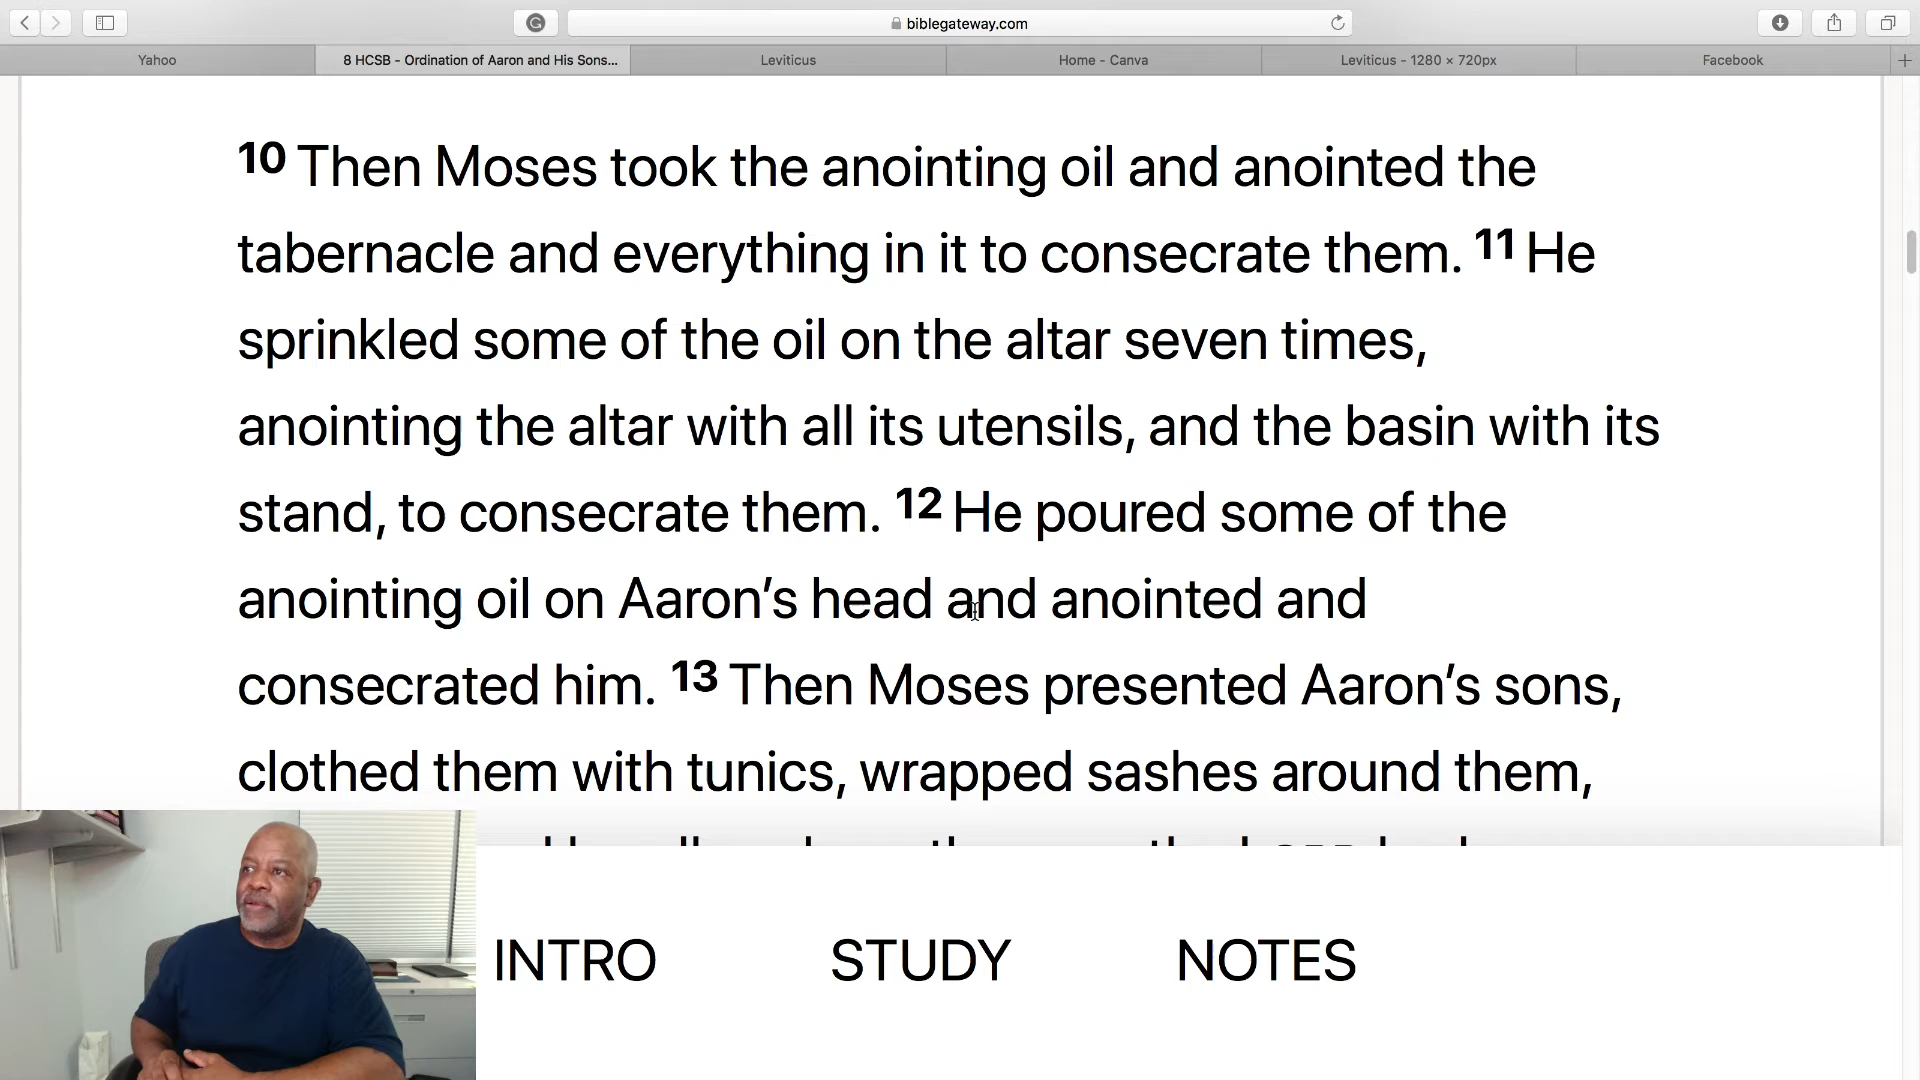 biblegateway.com
Yahoo
8 HCSB - Ordination of Aaron and His Sons...
Leviticus
Home - Canva
Leviticus - 1280 × 720px
Facebook
10 Then Moses took the anointing oil and anointed the
tabernacle and everything in it to consecrate them. 11 He
sprinkled some of the oil on the altar seven times,
anointing the altar with all its utensils, and the basin with its
stand, to consecrate them. 12 He poured some of the
anointing oil on Aaron’s head and anointed and
consecrated him. 13 Then Moses presented Aaron’s sons,
clothed them with tunics, wrapped sashes around them,
INTRO
STUDY
NOTES